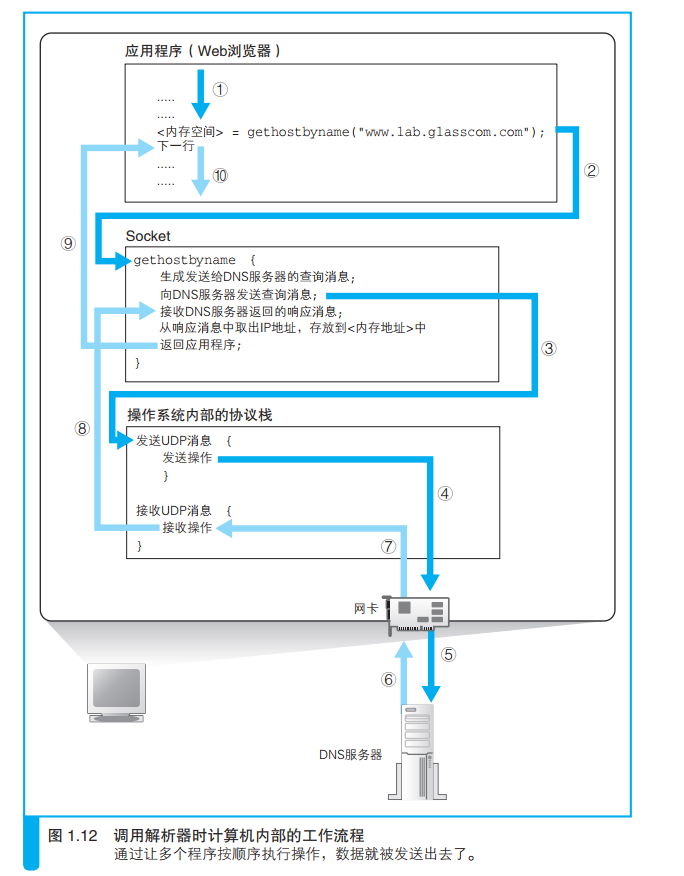 应用程序（Web浏览器）
①
.....
.....
<内存空间> = gethostbyname("www.lab.glasscom.com");
下一行
⑩
.....
.....
②
⑨
Socket
gethostbyname {
生成发送给DNS服务器的查询消息;
向DNS服务器发送查询消息;
接收DNS服务器返回的响应消息;
从响应消息中取出IP地址，存放到<内存地址>中
返回应用程序;
}
③
⑧
操作系统内部的协议栈
发送UDP消息 {
发送操作
}
④
接收UDP消息 {
接收操作
}
⑦
网卡
⑤
⑥
DNS服务器
图 1.12 调用解析器时计算机内部的工作流程
通过让多个程序按顺序执行操作，数据就被发送出去了。